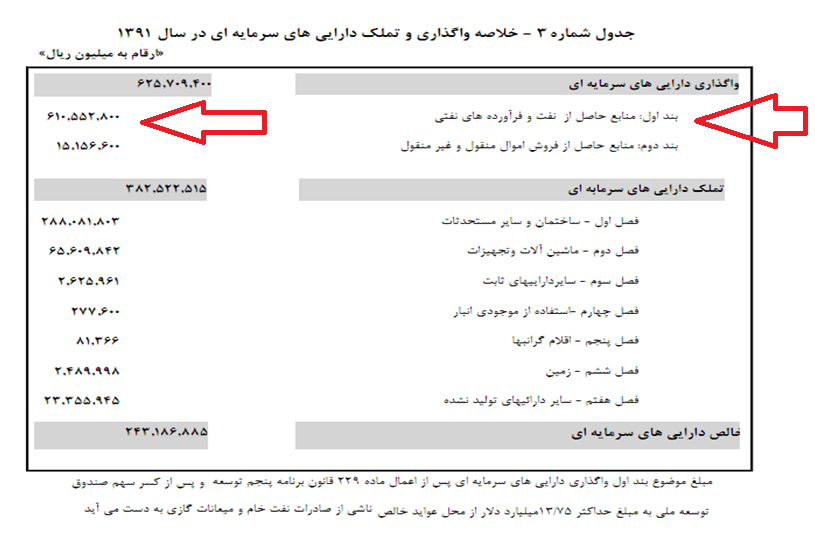 جدول شماره ۳ - خلاصه واگذاری و تملک دارایی های سرمایه ای در سال ۱۳۹۱
«ارقام به میلیون ریال»
واگذاری دارایی های سرمایه ای ۶۲۵,۷۰۹,۴۰۰
بند اول: منابع حاصل از نفت و فرآورده های نفتی ۶۱۰,۵۵۲,۸۰۰
بند دوم: منابع حاصل از فروش اموال منقول و غیر منقول ۱۵,۱۵۶,۶۰۰
تملک دارایی های سرمایه ای ۳۸۲,۵۲۲,۵۱۵
فصل اول - ساختمان و سایر مستحدثات ۲۸۸,۰۸۱,۸۰۳
فصل دوم - ماشین آلات وتجهیزات ۶۵,۶۰۹,۸۴۲
فصل سوم - سایرداراییهای ثابت ۲,۶۲۵,۹۶۱
فصل چهارم -استفاده از موجودی انبار ۲۷۷,۶۰۰
فصل پنجم - اقلام گرانبها ۸۱,۳۶۶
فصل ششم - زمین ۲,۴۸۹,۹۹۸
فصل هفتم - سایر دارائیهای تولید نشده ۲۳,۳۵۵,۹۴۵
خالص دارایی های سرمایه ای ۲۴۳,۱۸۶,۸۸۵
مبلغ موضوع بند اول واگذاری دارایی های سرمایه ای پس از اعمال ماده ۲۲۹ قانون برنامه پنجم توسعه و پس از کسر سهم صندوق
توسعه ملی به مبلغ حداکثر ۱۳/۷۵میلیارد دلار از محل عواید خالص ناشی از صادرات نفت خام و میعانات گازی به دست می آید